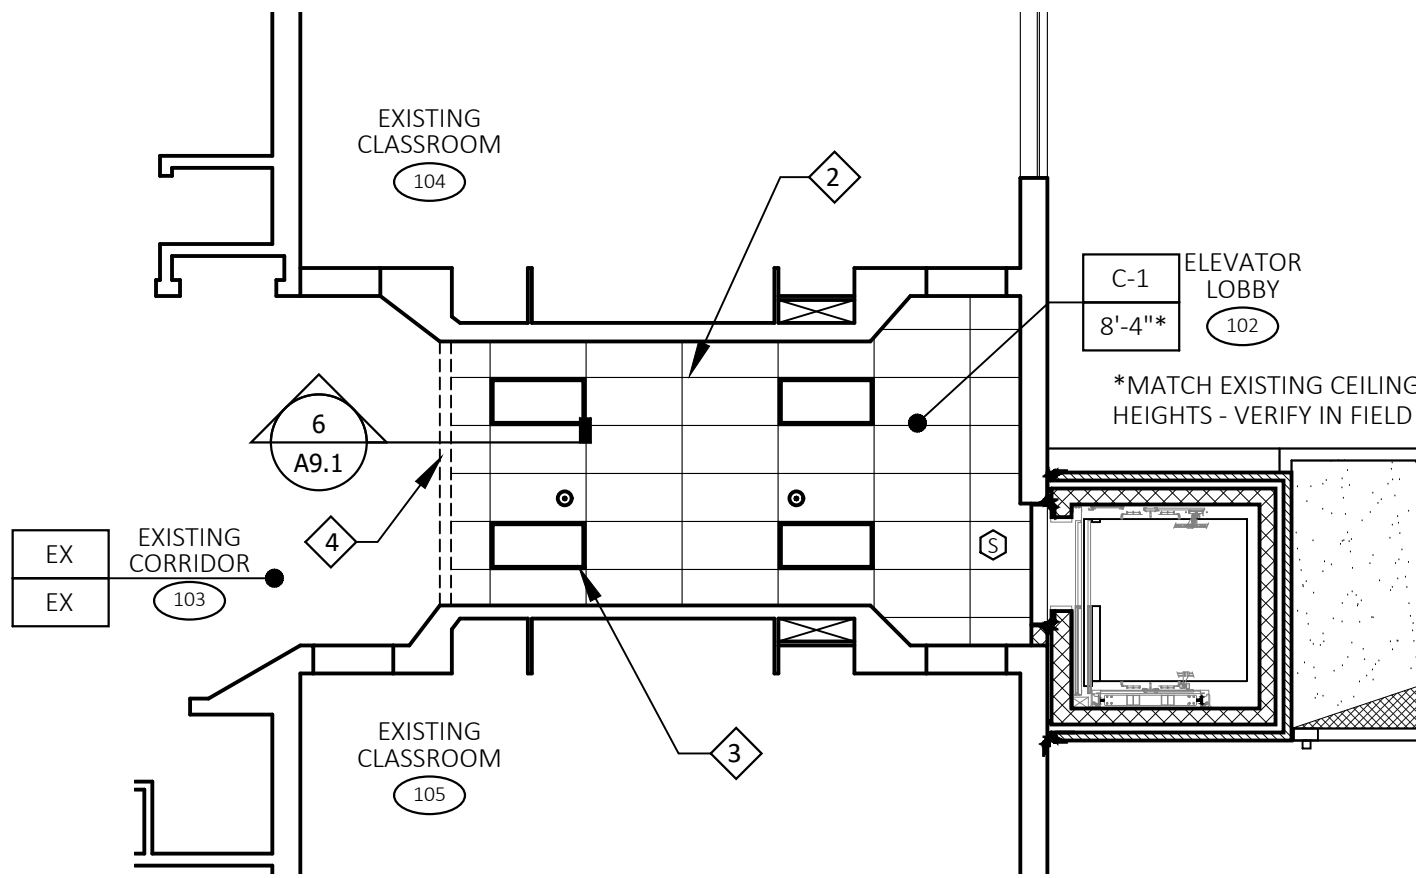 EXISTING
CLASSROOM
104
2
C-1
8'-4"*
ELEVATOR
LOBBY
102
*MATCH EXISTING CEILING
HEIGHTS - VERIFY IN FIELD
6
A9.1
4
S
EX
EX
EXISTING
CORRIDOR
103
EXISTING
CLASSROOM
105
3